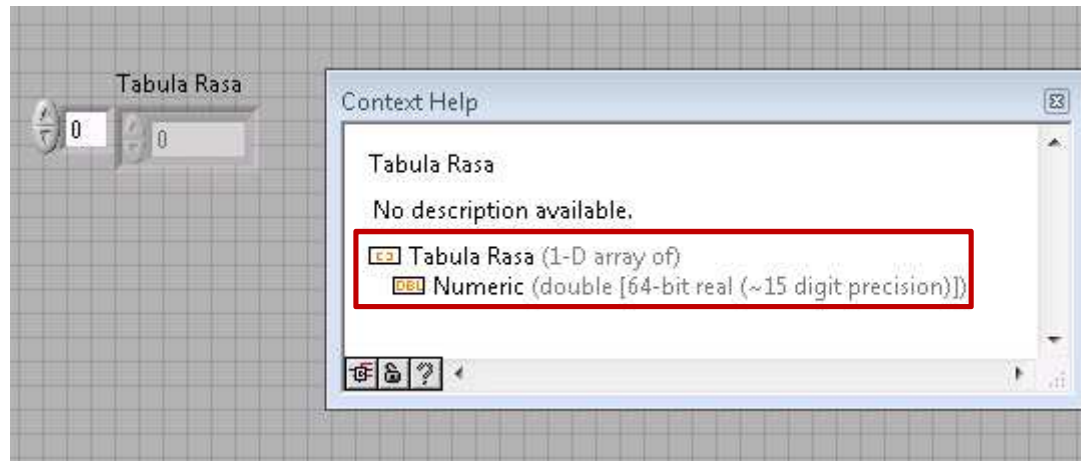 Tabula Rasa
0
0
Context Help
Tabula Rasa
No description available.
Tabula Rasa (1-D array of)
DBL Numeric (double [64-bit real (~15 digit precision)])
?